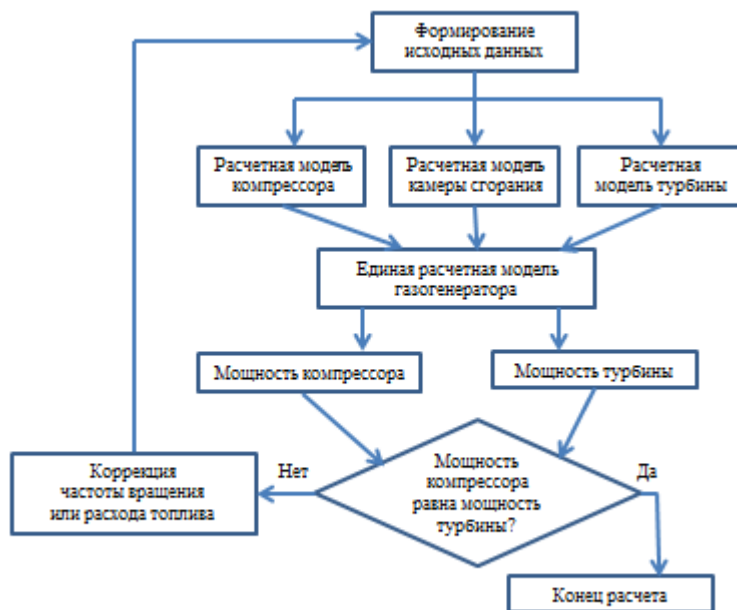 Формирование
исходных данных
Расчетная модель
компрессора
Расчетная модель
камеры сгорания
Расчетная
модель турбины
Единая расчетная модель
газогенератора
Мощность компрессора
Мощность турбины
Коррекция
частоты вращения
или расхода топлива
Нет
Мощность
компрессора
равна мощность
турбины?
Да
Конец расчета